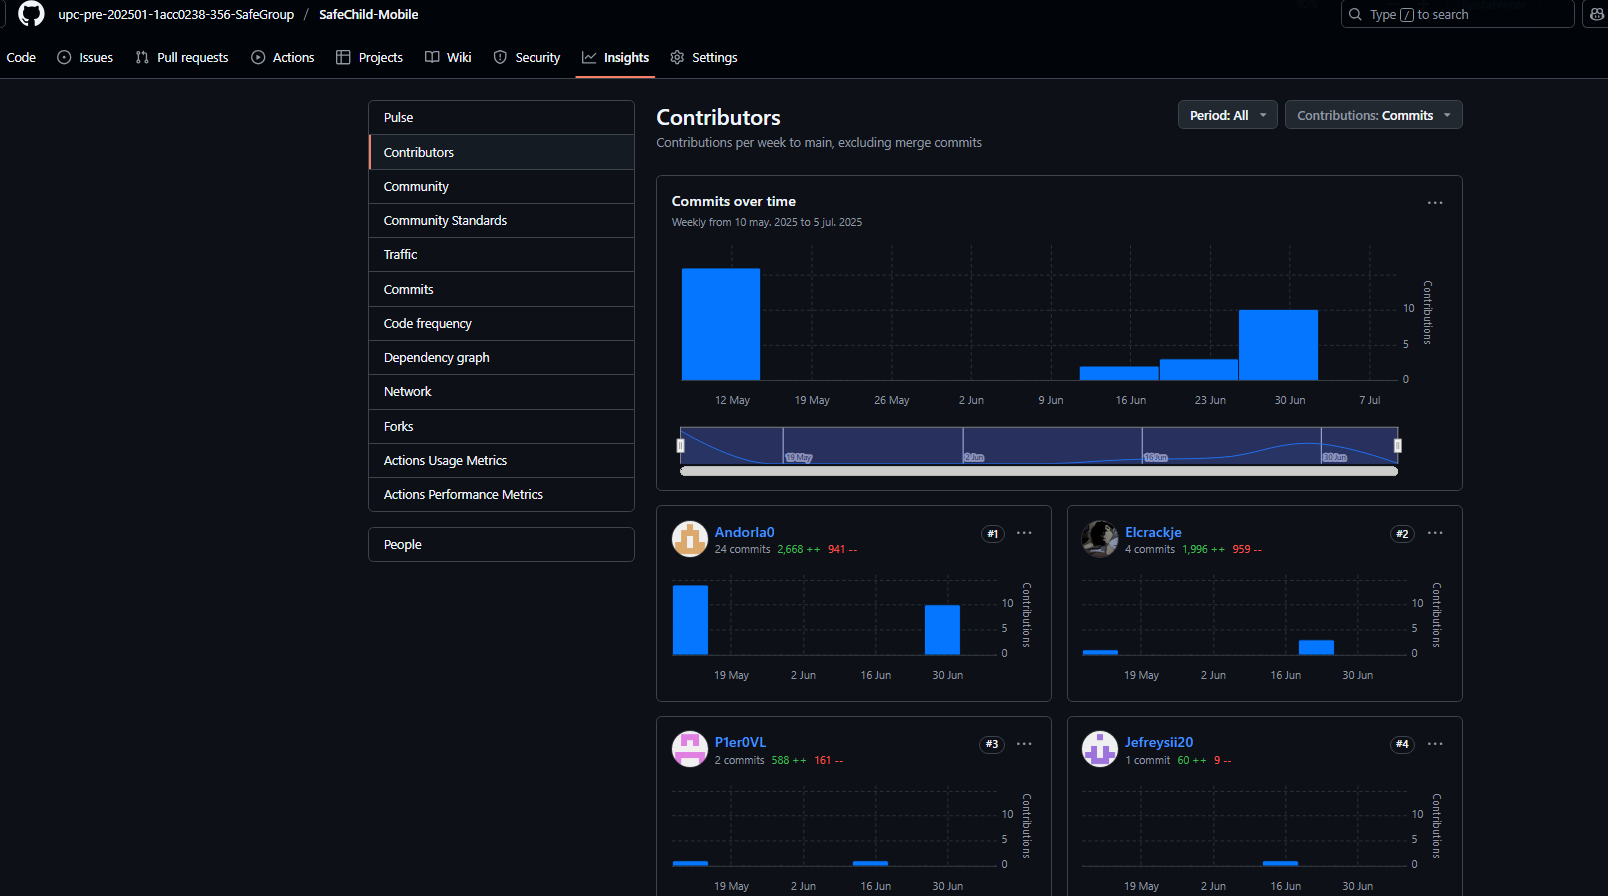 upc-pre-202501-1acc0238-356-SafeGroup / SafeChild-Mobile
Type / to search
Code Issues Pull requests Actions Projects Wiki Security Insights Settings
Pulse
Contributors
Community
Community Standards
Traffic
Commits
Code frequency
Dependency graph
Network
Forks
Actions Usage Metrics
Actions Performance Metrics
People
Contributors
Contributions per week to main, excluding merge commits
Period: All
Contributions: Commits
Commits over time
Weekly from 10 may. 2025 to 5 jul. 2025
Contributions
10
5
0
12 May 19 May 26 May 2 Jun 9 Jun 16 Jun 23 Jun 30 Jun 7 Jul
19 May 2 Jun 16 Jun 30 Jun
Andorla0
#1
24 commits 2,668 ++ 941 --
Contributions
10
5
0
19 May 2 Jun 16 Jun 30 Jun
Elcrackje
#2
4 commits 1,996 ++ 959 --
Contributions
10
5
0
19 May 2 Jun 16 Jun 30 Jun
P1er0VL
#3
2 commits 588 ++ 161 --
Contributions
10
5
0
19 May 2 Jun 16 Jun 30 Jun
Jefreysii20
#4
1 commit 60 ++ 9 --
Contributions
10
5
0
19 May 2 Jun 16 Jun 30 Jun